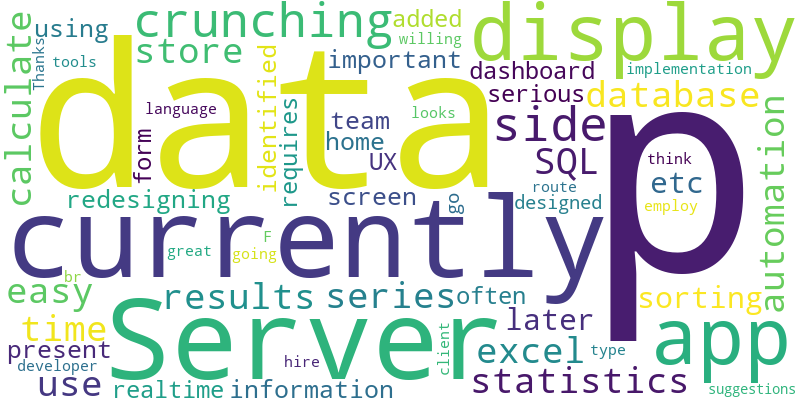 crunching
added
willing
display
using
store
important
Thanks
tools
calculate
data
identified
dashboard
implementation
serious
database
language
form
team
home
UX
requires
looks
side
p
SQL
think
etc
automation
redesigning
screen
go
route
designed
employ
currently
great
F
going
br
easy
results
series
often
sorting
Server
time
later
app
present
developer
use
client
excel
type
hire
realtime
information
statistics
suggestions